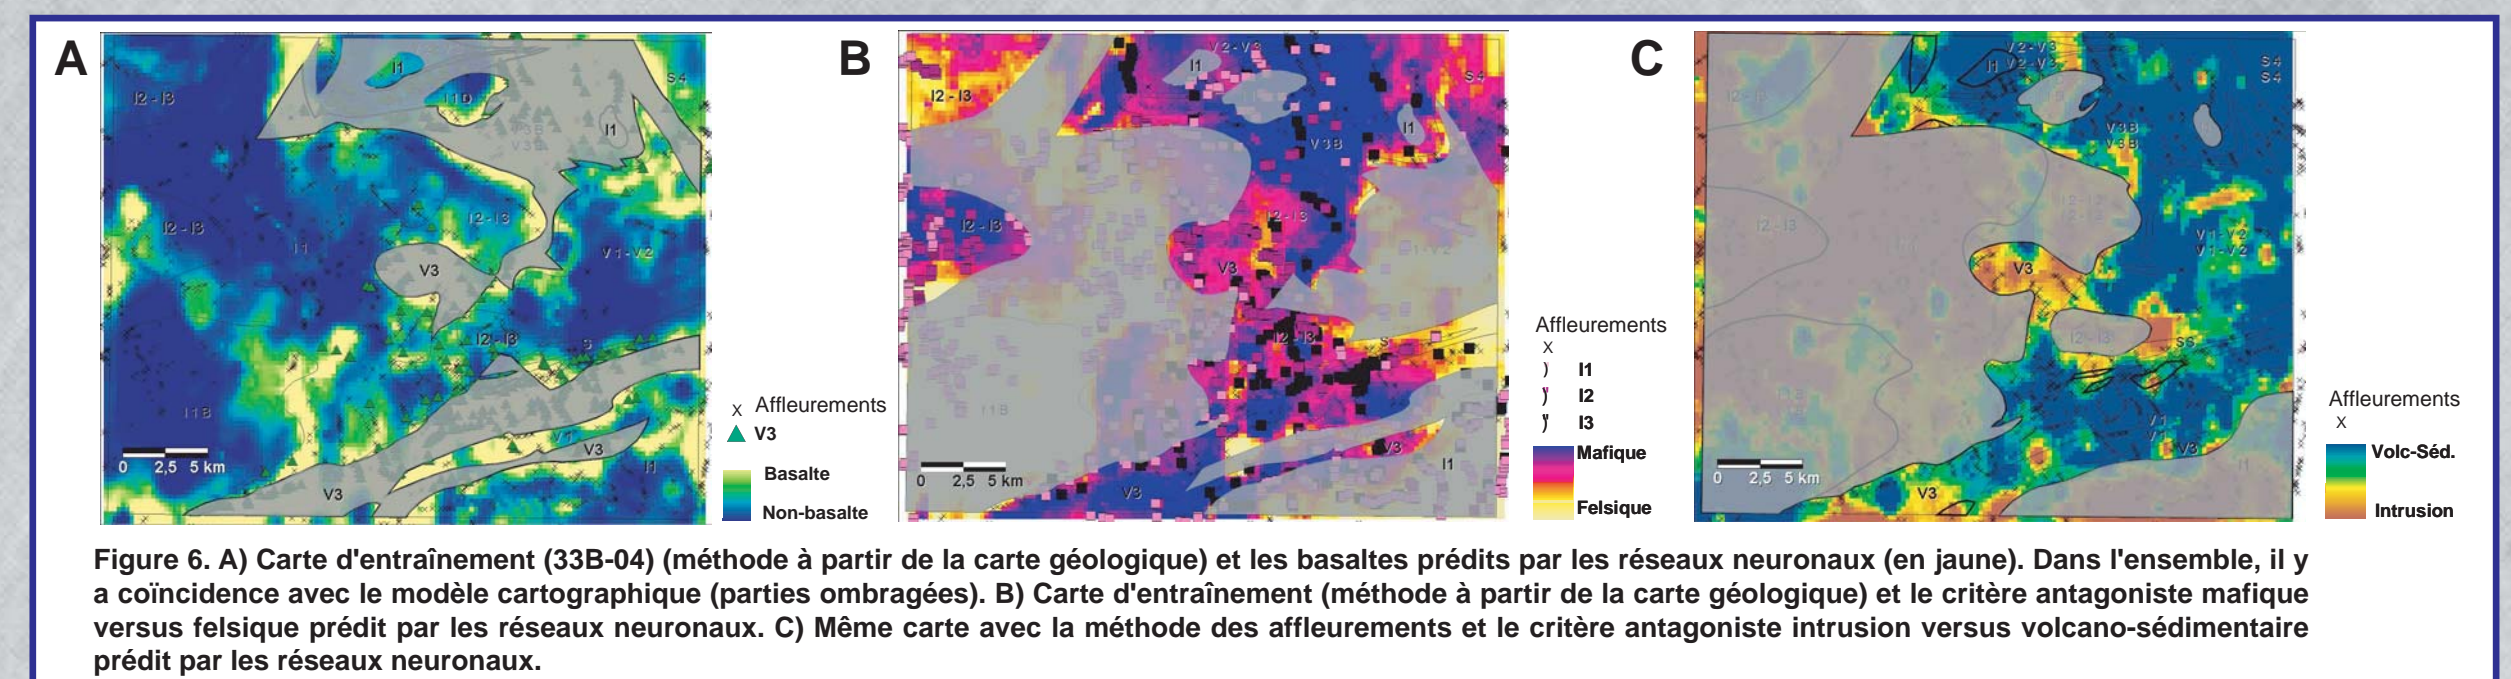 A
I1
S4
I2-I3
I1D
V3B
I1
I2-I3
I2-I3
I1
V1-V2
V3
I2-I3
S
I1B
V1
V3
I1
V3
0 2,5 5 km
X Affleurements
V3
Basalte
Non-basalte
B
V2-V3
I1
S4
I2-I3
I1
V3B
I2-I3
I2-I3
V3
I2-I3
S
I1B
V3
I1
V3
0 2,5 5 km
Affleurements
X
I1
I2
I3
Mafique
Felsique
C
V2-V3
I1 V2-V3
S4
S4
I2-I3
V3B
V3B
I2-I3
V1-V2
V1-V2
V3
I2-I3
V1
V3
I1
V3
0 2,5 5 km
Affleurements
X
Volc-Séd.
Intrusion
Figure 6. A) Carte d'entraînement (33B-04) (méthode à partir de la carte géologique) et les basaltes prédits par les réseaux neuronaux (en jaune). Dans l'ensemble, il y
a coïncidence avec le modèle cartographique (parties ombragées). B) Carte d'entraînement (méthode à partir de la carte géologique) et le critère antagoniste mafique
versus felsique prédit par les réseaux neuronaux. C) Même carte avec la méthode des affleurements et le critère antagoniste intrusion versus volcano-sédimentaire
prédit par les réseaux neuronaux.